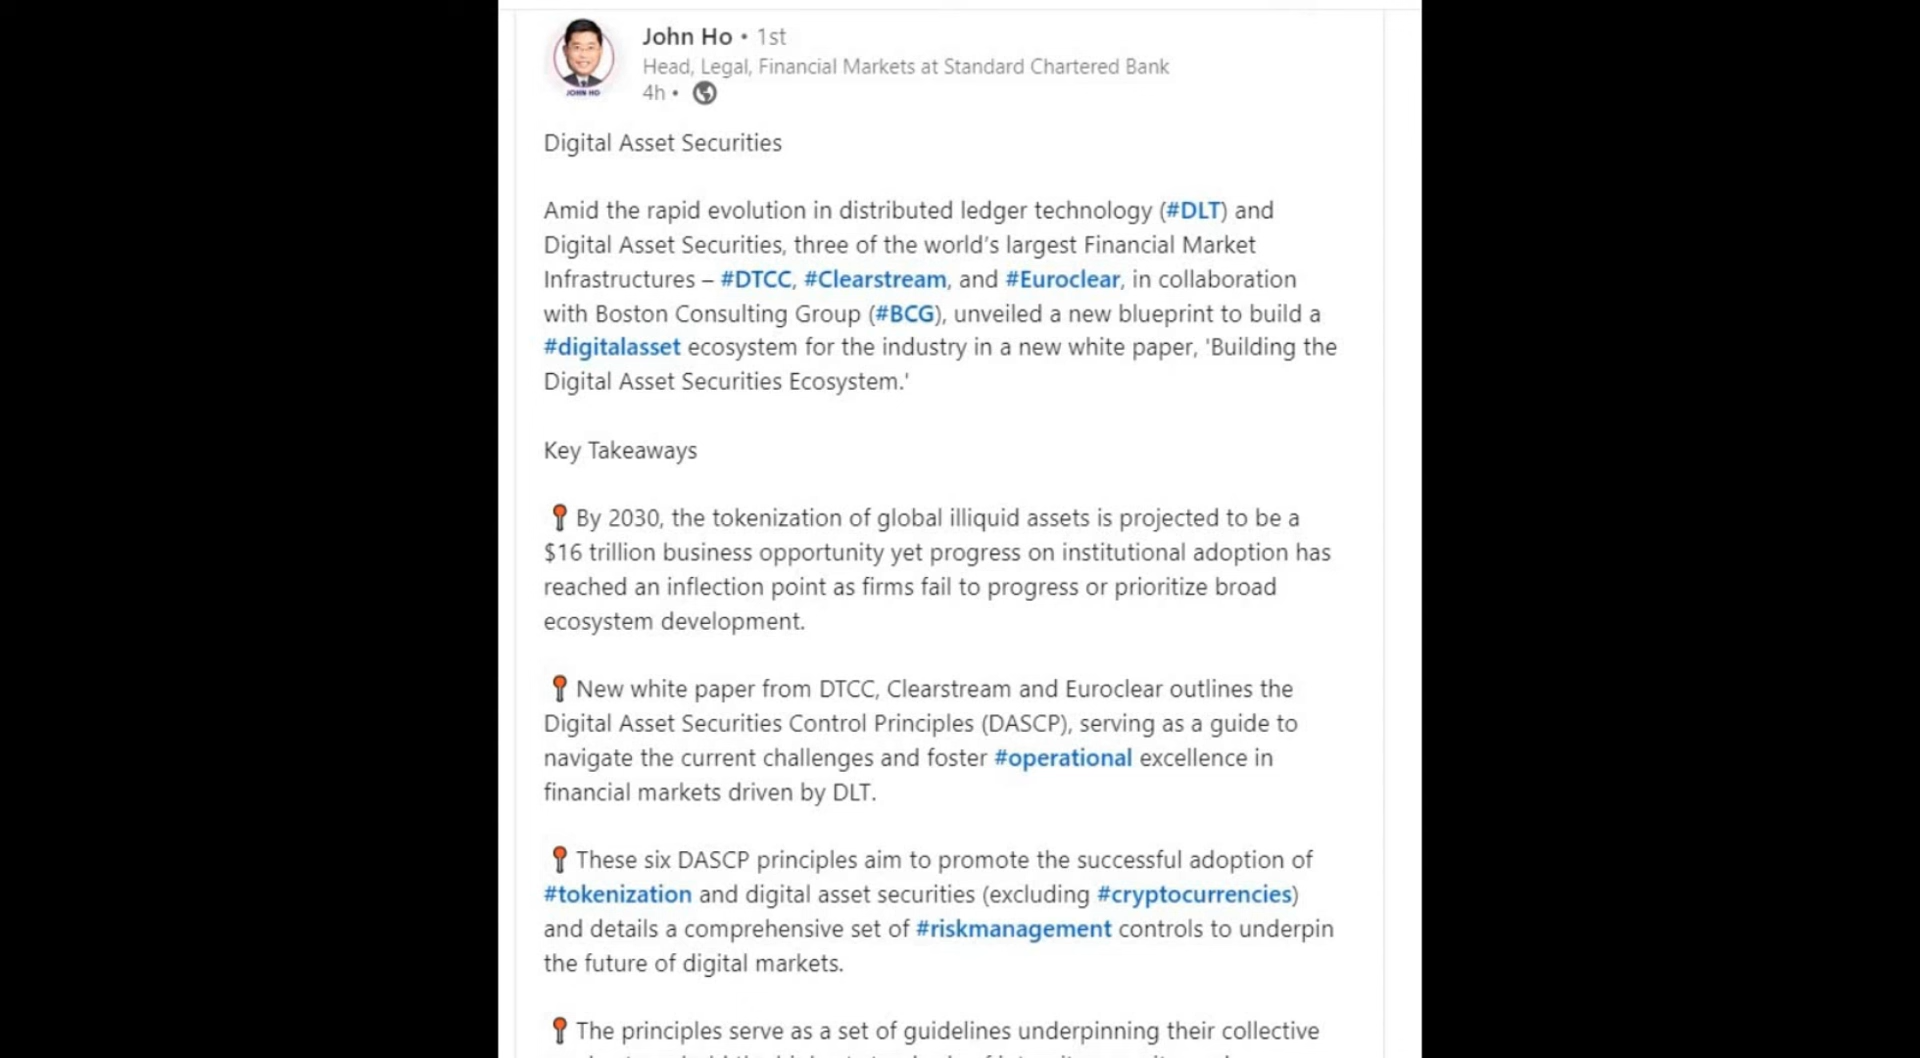 John Ho • 1st
Head, Legal, Financial Markets at Standard Chartered Bank
JOHN HO
4h •
Digital Asset Securities
Amid the rapid evolution in distributed ledger technology (#DLT) and
Digital Asset Securities, three of the world's largest Financial Market
Infrastructures – #DTCC, #Clearstream, and #Euroclear, in collaboration
with Boston Consulting Group (#BCG), unveiled a new blueprint to build a
#digitalasset ecosystem for the industry in a new white paper, 'Building the
Digital Asset Securities Ecosystem.'
Key Takeaways
📍By 2030, the tokenization of global illiquid assets is projected to be a
$16 trillion business opportunity yet progress on institutional adoption has
reached an inflection point as firms fail to progress or prioritize broad
ecosystem development.
📍New white paper from DTCC, Clearstream and Euroclear outlines the
Digital Asset Securities Control Principles (DASCP), serving as a guide to
navigate the current challenges and foster #operational excellence in
financial markets driven by DLT.
📍These six DASCP principles aim to promote the successful adoption of
#tokenization and digital asset securities (excluding #cryptocurrencies)
and details a comprehensive set of #riskmanagement controls to underpin
the future of digital markets.
📍The principles serve as a set of guidelines underpinning their collective